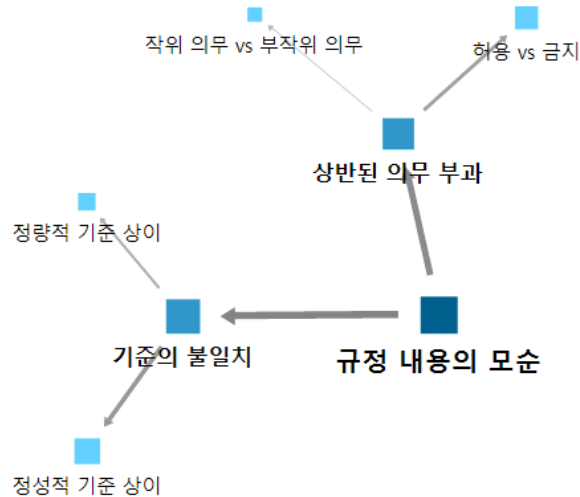 작위 의무 vs 부작위 의무
허용 vs 금지
상반된 의무 부과
정량적 기준 상이
기준의 불일치
규정 내용의 모순
정성적 기준 상이